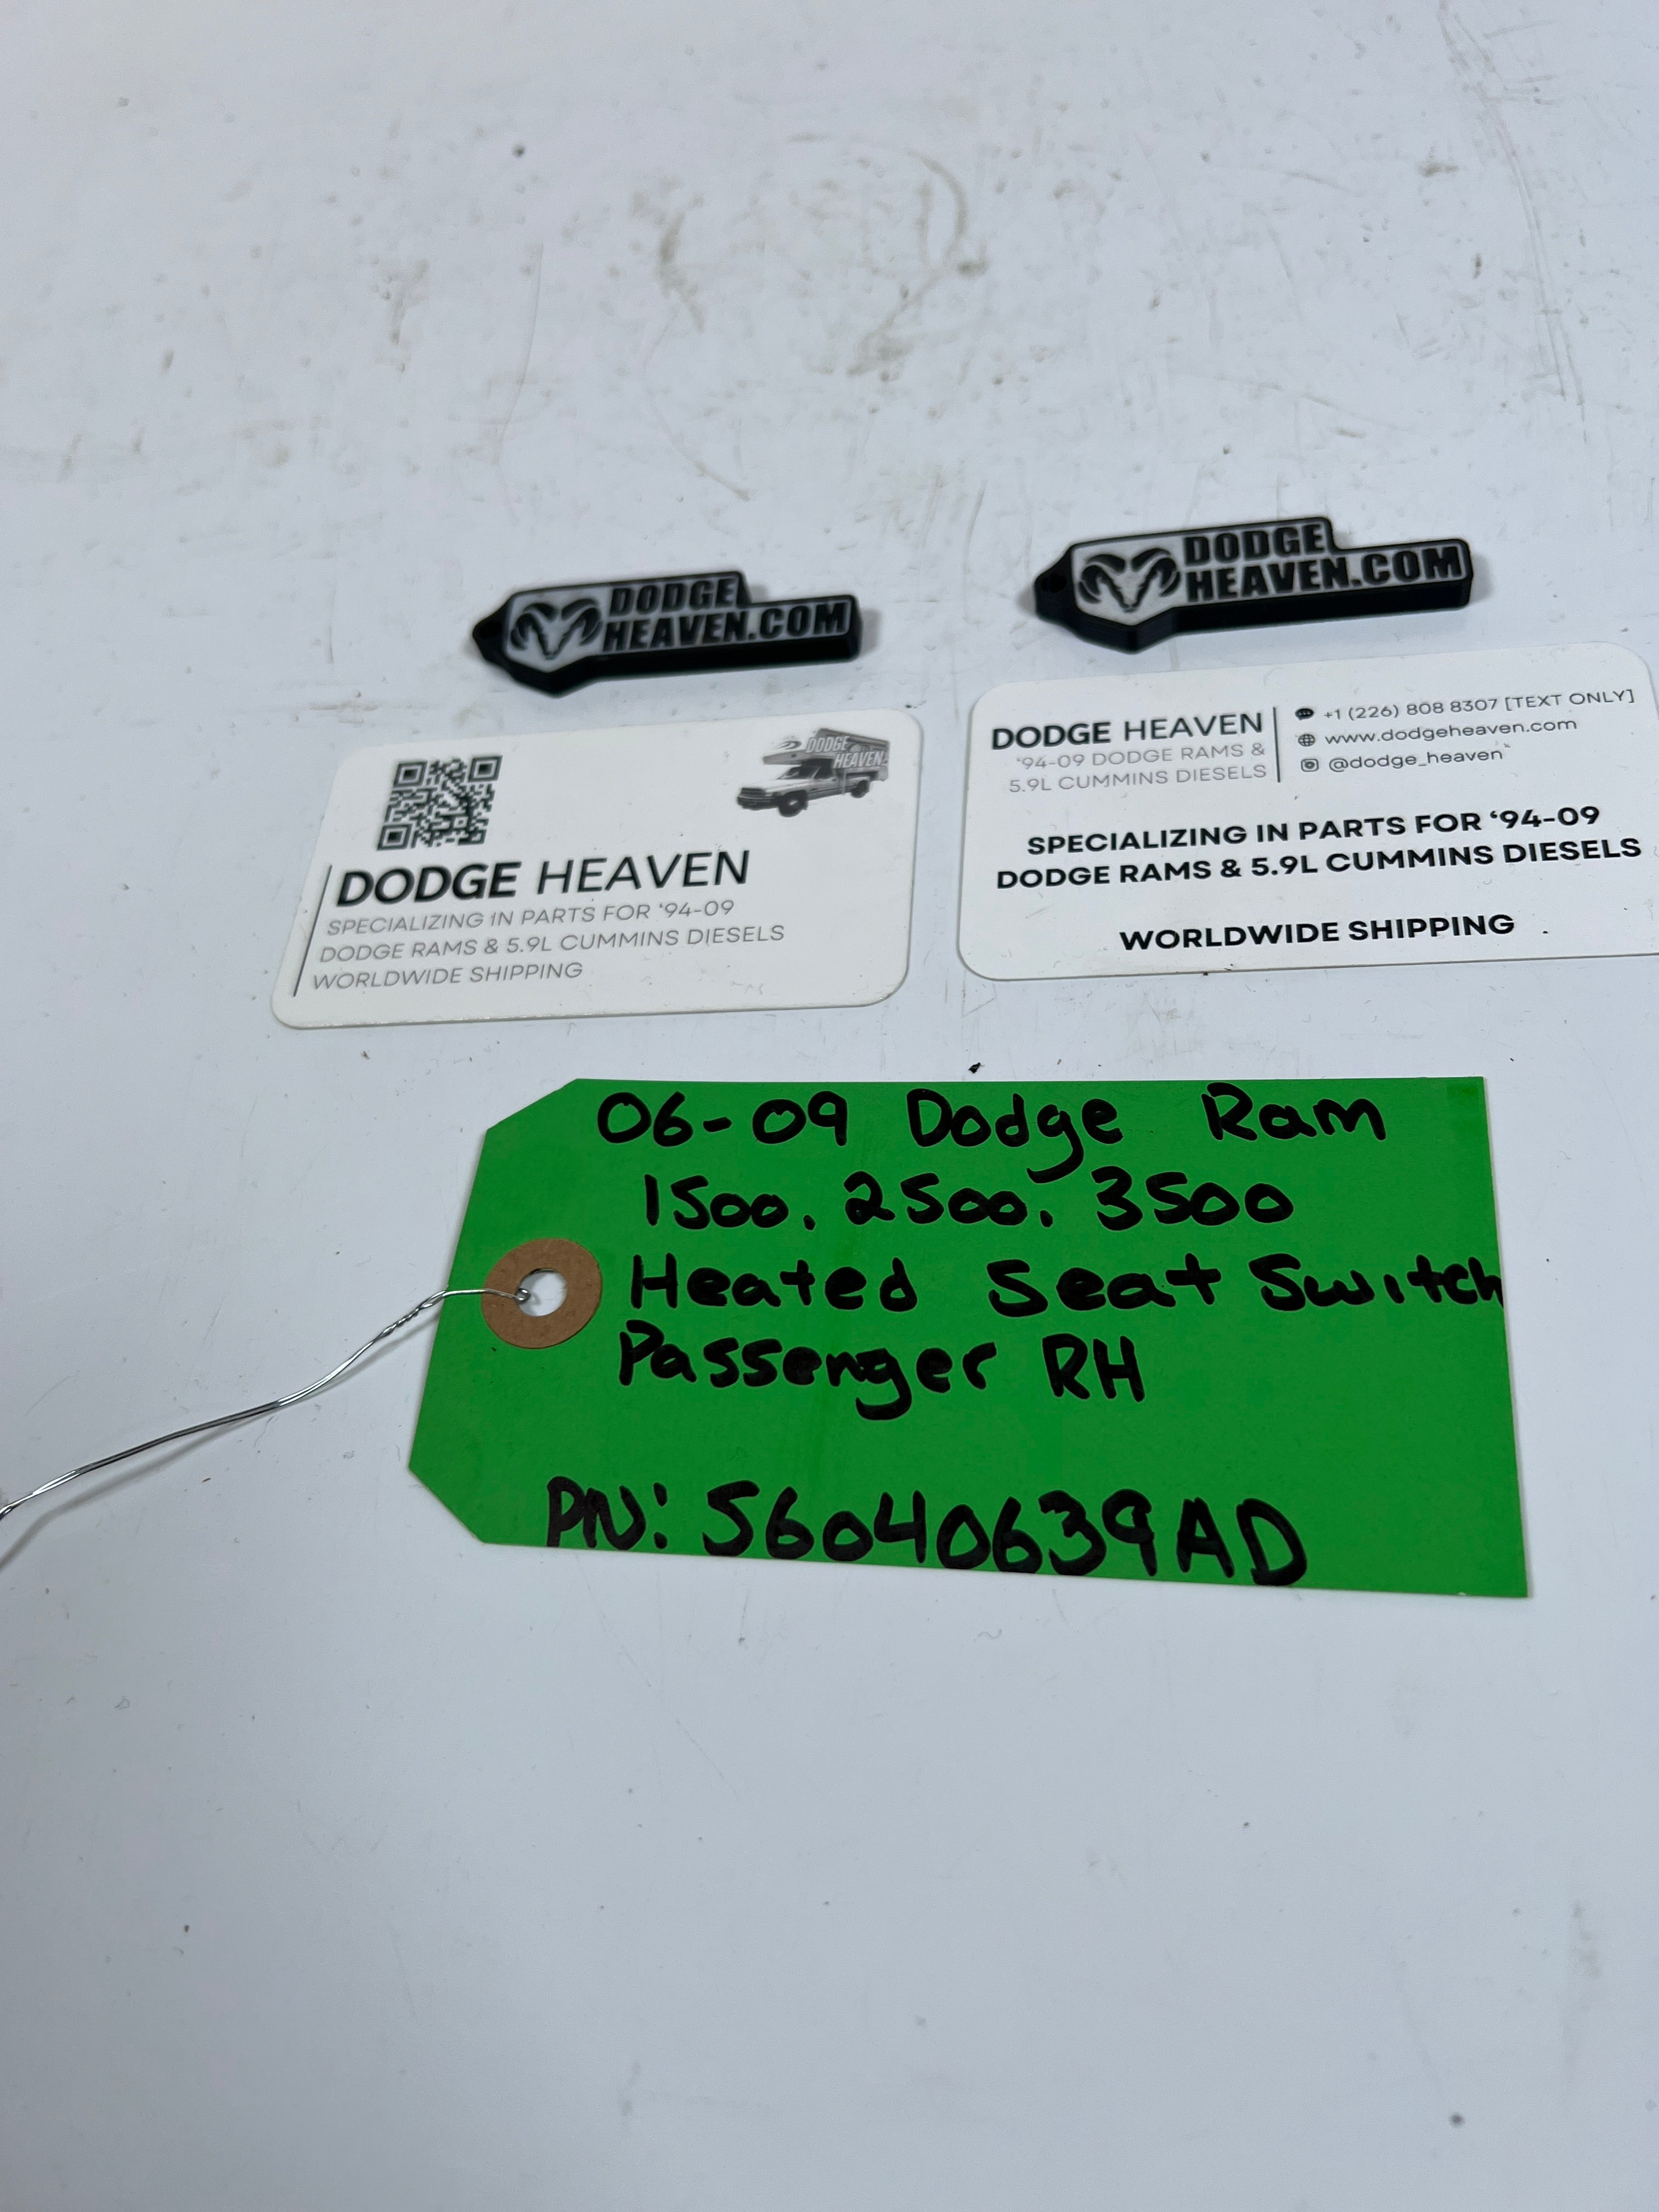 DODGE
HEAVEN.COM
DODGE
HEAVEN.COM
DODGE
HEAVEN
DODGE HEAVEN
SPECIALIZING IN PARTS FOR ‘94-09
DODGE RAMS & 5.9L CUMMINS DIESELS
WORLDWIDE SHIPPING
DODGE HEAVEN
‘94-09 DODGE RAMS &
5.9L CUMMINS DIESELS
+1 (226) 808 8307 [TEXT ONLY]
www.dodgeheaven.com
@dodge_heaven
SPECIALIZING IN PARTS FOR ‘94-09
DODGE RAMS & 5.9L CUMMINS DIESELS
WORLDWIDE SHIPPING
06-09 Dodge Ram
1500, 2500, 3500
Heated Seat Switch
Passenger RH
PN: 56040639AD